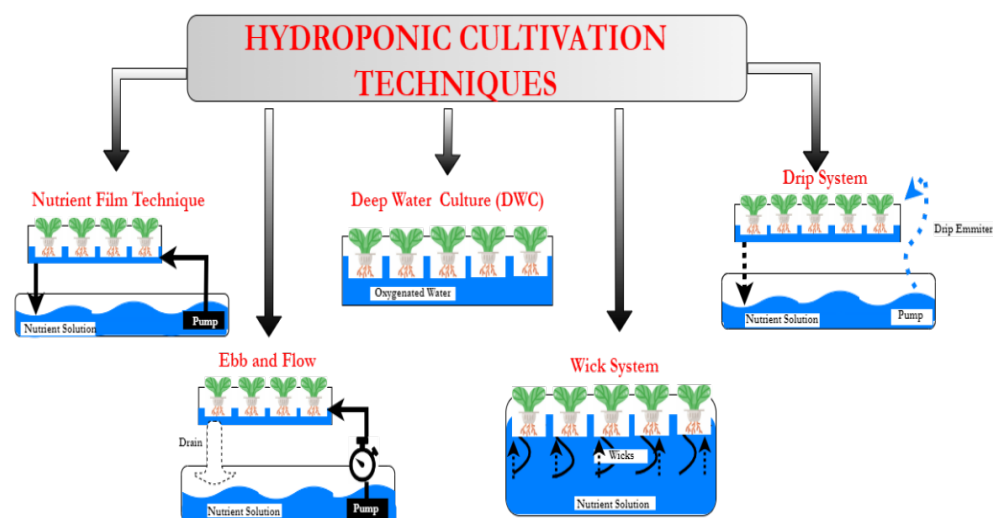 HYDROPONIC CULTIVATION
TECHNIQUES
Nutrient Film Technique
Nutrient Solution
Pump
Ebb and Flow
Drain
Nutrient Solution
Pump
Deep Water Culture (DWC)
Oxygenated Water
Wick System
Wicks
Nutrient Solution
Drip System
Drip Emmiter
Nutrient Solution
Pump